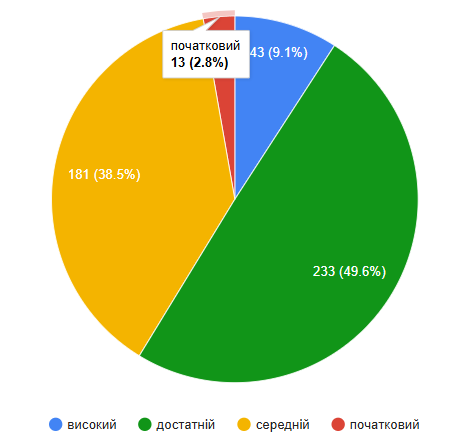 початковий
13 (2.8%)
43 (9.1%)
181 (38.5%)
233 (49.6%)
високий
достатній
середній
початковий